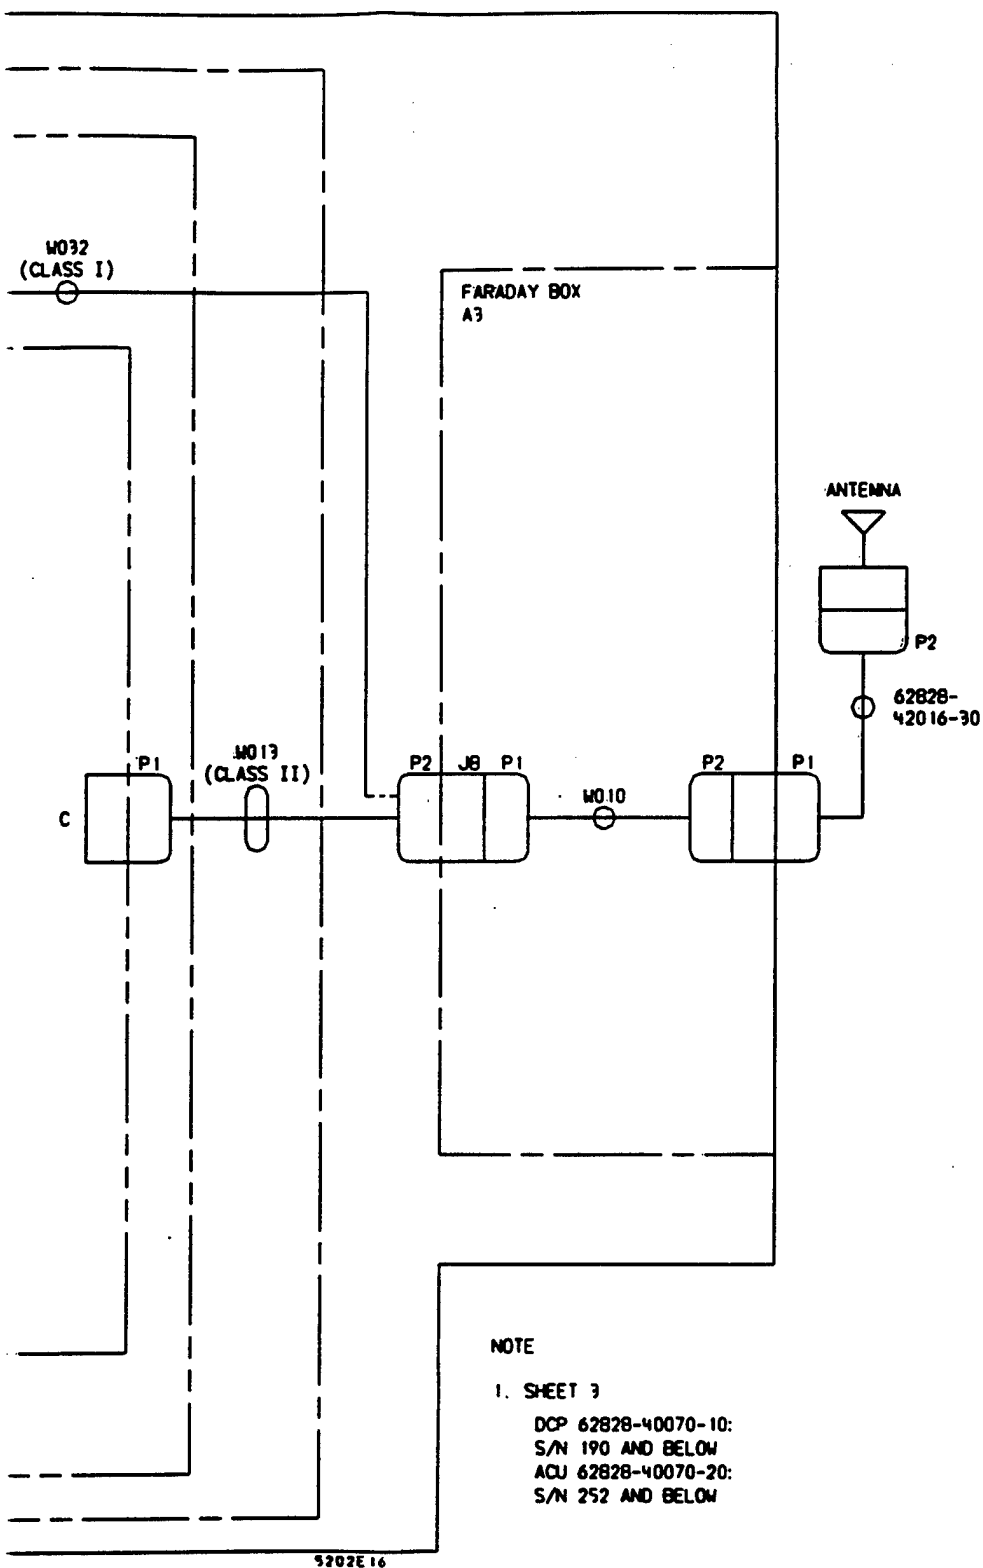 W032
(CLASS I)
FARADAY BOX
A3
ANTENNA
P2
62828-
42016-30
P1
W013
(CLASS II)
C
P2
J8
P1
W010
P2
P1
NOTE
1. SHEET 3
DCP 62828-40070-10:
S/N 190 AND BELOW
ACU 62828-40070-20:
S/N 252 AND BELOW
5202E16